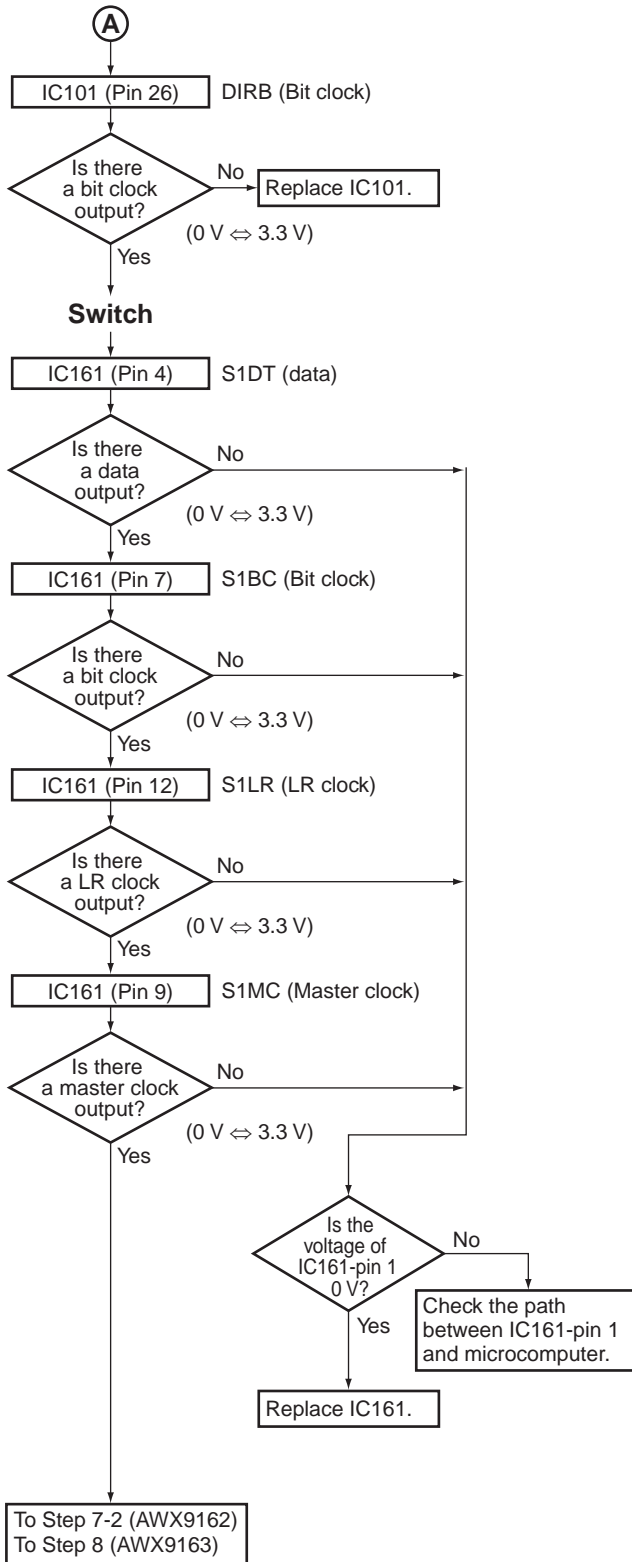 A
IC101 (Pin 26) DIRB (Bit clock)
Is there
a bit clock
output?
No
Replace IC101.
(0 V ⇔ 3.3 V)
Yes
Switch
IC161 (Pin 4) S1DT (data)
Is there
a data
output?
No
(0 V ⇔ 3.3 V)
Yes
IC161 (Pin 7) S1BC (Bit clock)
Is there
a bit clock
output?
No
(0 V ⇔ 3.3 V)
Yes
IC161 (Pin 12) S1LR (LR clock)
Is there
a LR clock
output?
No
(0 V ⇔ 3.3 V)
Yes
IC161 (Pin 9) S1MC (Master clock)
Is there
a master clock
output?
No
(0 V ⇔ 3.3 V)
Yes
Is the
voltage of
IC161-pin 1
0 V?
No
Check the path
between IC161-pin 1
and microcomputer.
Yes
Replace IC161.
To Step 7-2 (AWX9162)
To Step 8 (AWX9163)